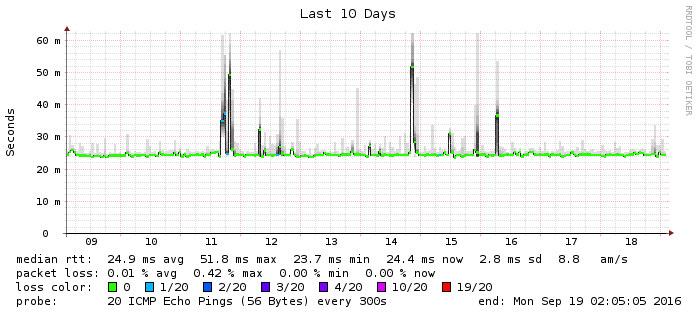 Last 10 Days
RRDTOOL / TOBI OETIKER
Seconds
60 m
50 m
40 m
30 m
20 m
10 m
0
09 10 11 12 13 14 15 16 17 18
median rtt: 24.9 ms avg 51.8 ms max 23.7 ms min 24.4 ms now 2.8 ms sd 8.8 am/s
packet loss: 0.01 % avg 0.42 % max 0.00 % min 0.00 % now
loss color: 0 1/20 2/20 3/20 4/20 10/20 19/20
probe: 20 ICMP Echo Pings (56 Bytes) every 300s end: Mon Sep 19 02:05:05 2016